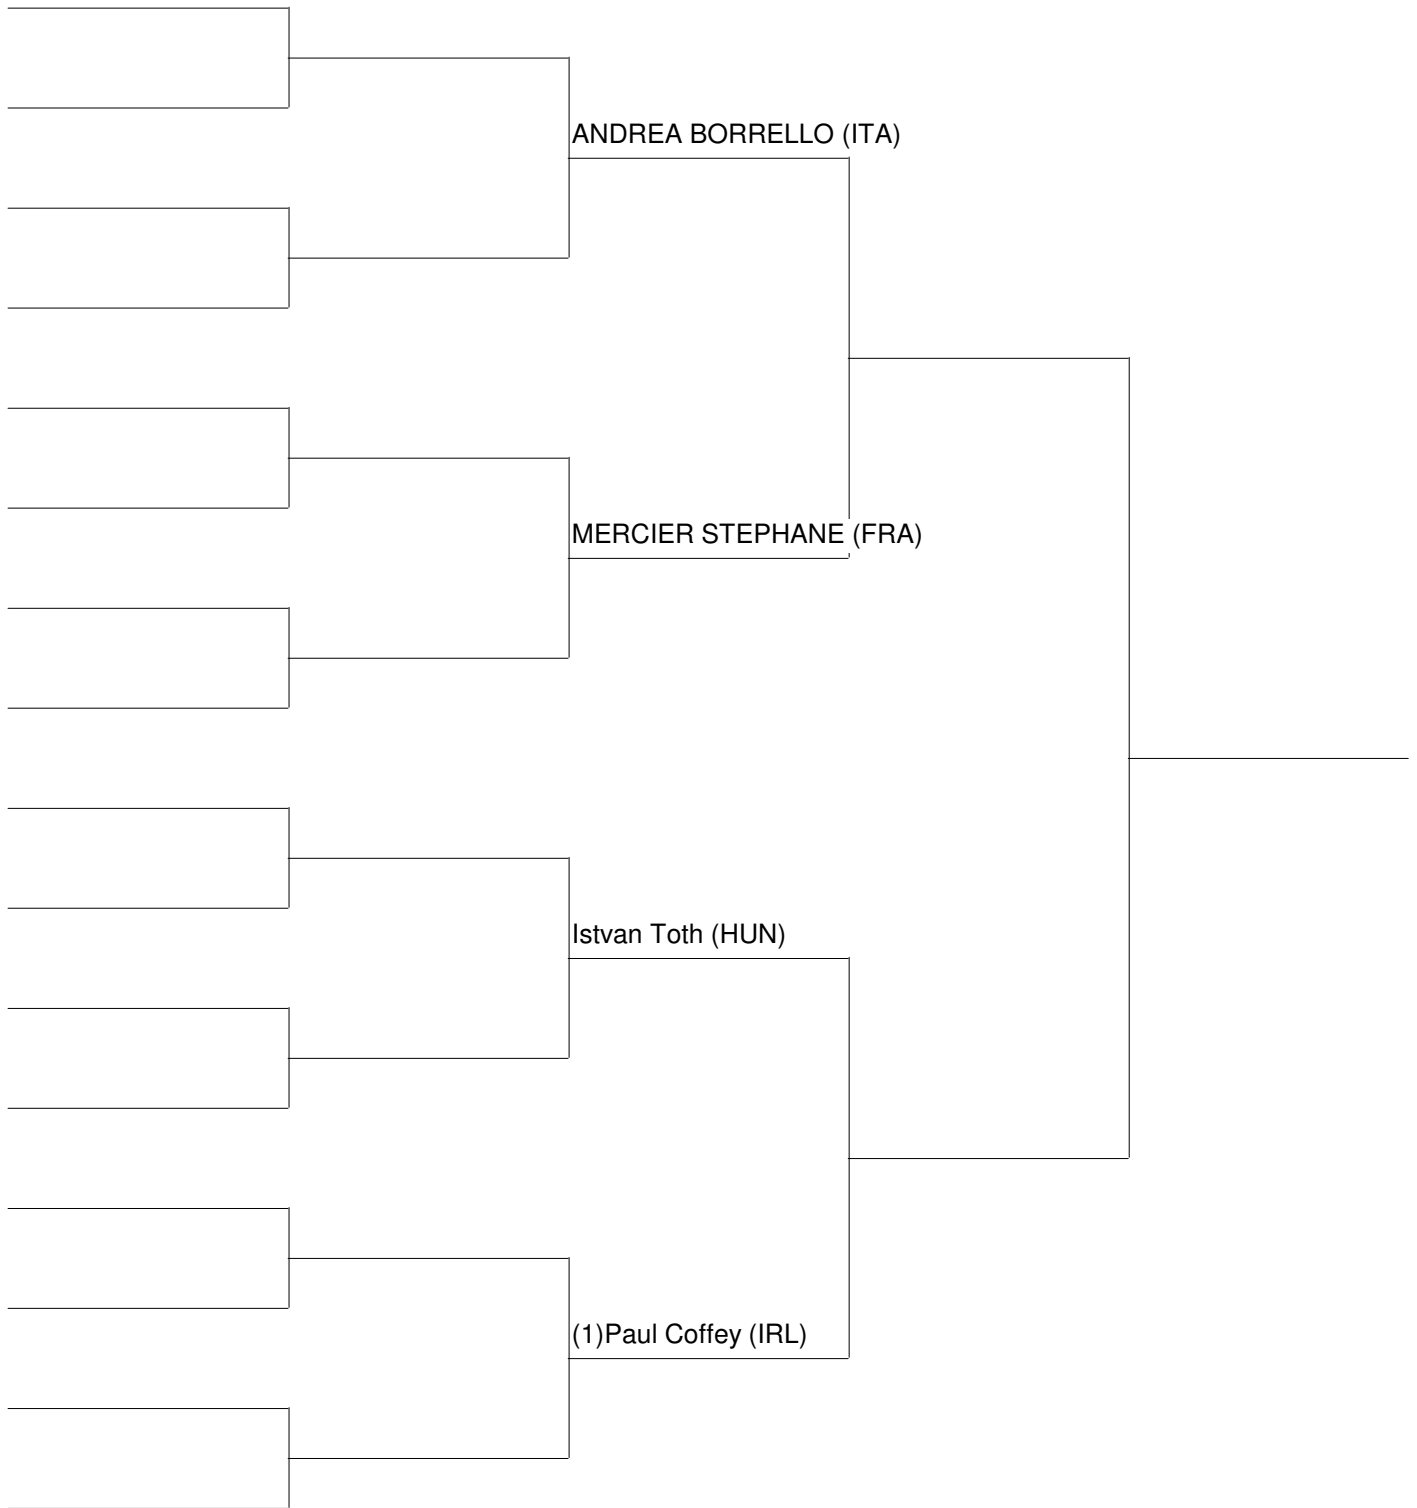 ANDREA BORRELLO (ITA)
MERCIER STEPHANE (FRA)
Istvan Toth (HUN)
(1)Paul Coffey (IRL)